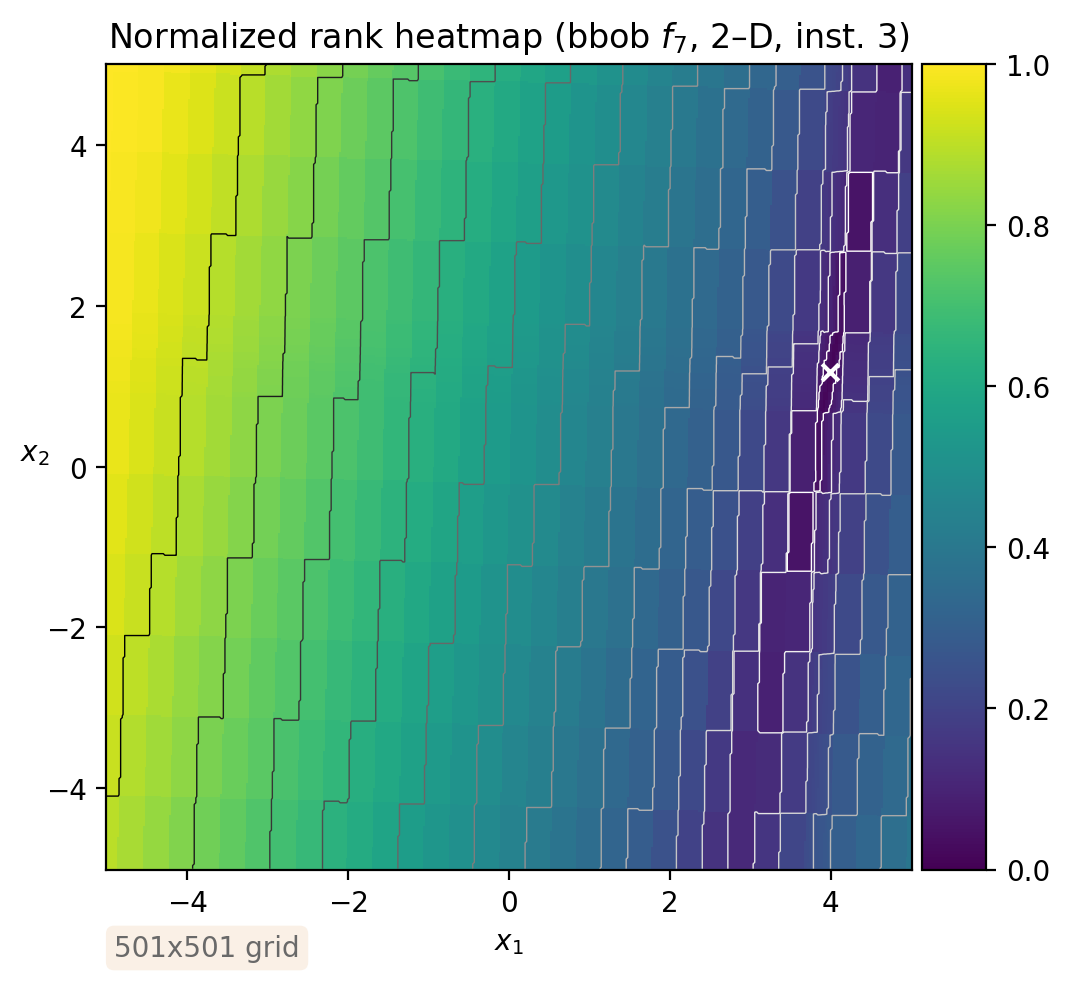 Normalized rank heatmap (bbob f₇, 2–D, inst. 3)
1.0
0.8
0.6
0.4
0.2
0.0
4
2
0
−2
−4
x₂
−4 −2 0 2 4
x₁
501x501 grid